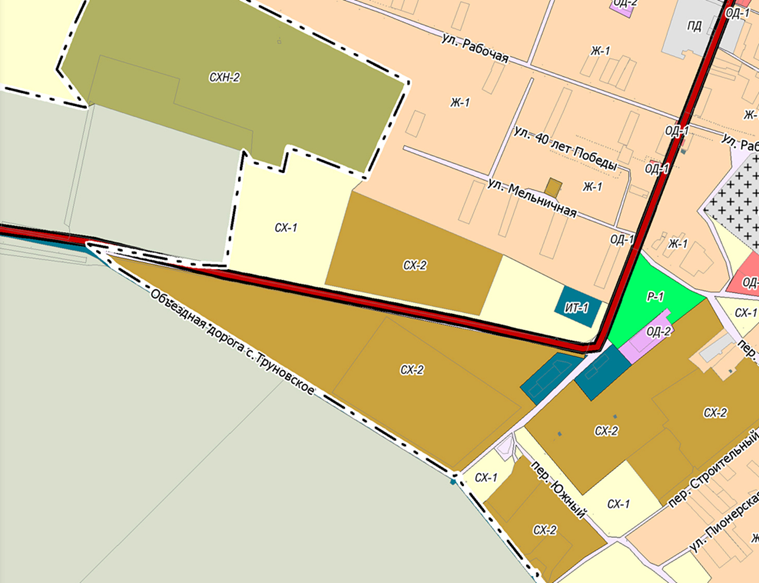 ОД-2
ОД-1
ПД
ул. Рабочая
Ж-1
СХН-2
Ж-1
Ж-
ОД-1
ул. 40 лет Победы
ул. Раб
ОД-1
Ж-1
ул. Мельничная
СХ-1
ОД-1
Ж-1
СХ-2
ОД-
Р-1
Объездная дорога с. Труновское
ИТ-1
СХ-1
ОД-2
пер.
СХ-2
СХ-2
СХ-2
пер. Строительный
СХ-1
пер. Южный
СХ-1
ул. Пионерская
СХ-2
Ж